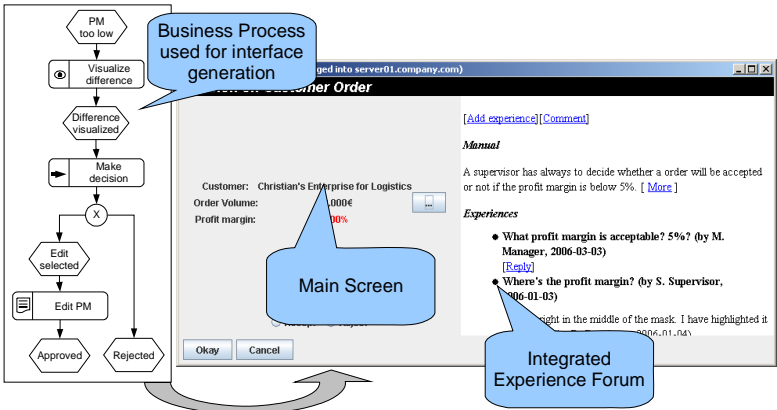 PM
too low
Visualize
difference
Difference
visualized
Make
decision
X
Edit
selected
Edit PM
Approved
Rejected
Business Process
used for interface
generation
ged into server01.company.com)
Customer Order
Customer: Christian's Enterprise for Logistics
Order Volume: ,000€
...
Profit margin: 00%
Main Screen
Okay
Cancel
[Add experience][Comment]
Manual
A supervisor has always to decide whether a order will be accepted
or not if the profit margin is below 5%. [ More ]
Experiences
What profit margin is acceptable? 5%? (by M.
Manager, 2006-03-03)
[Reply]
Where's the profit margin? (by S. Supervisor,
2006-01-03)
right in the middle of the mask. I have highlighted it
2006-01-04)
Integrated
Experience Forum